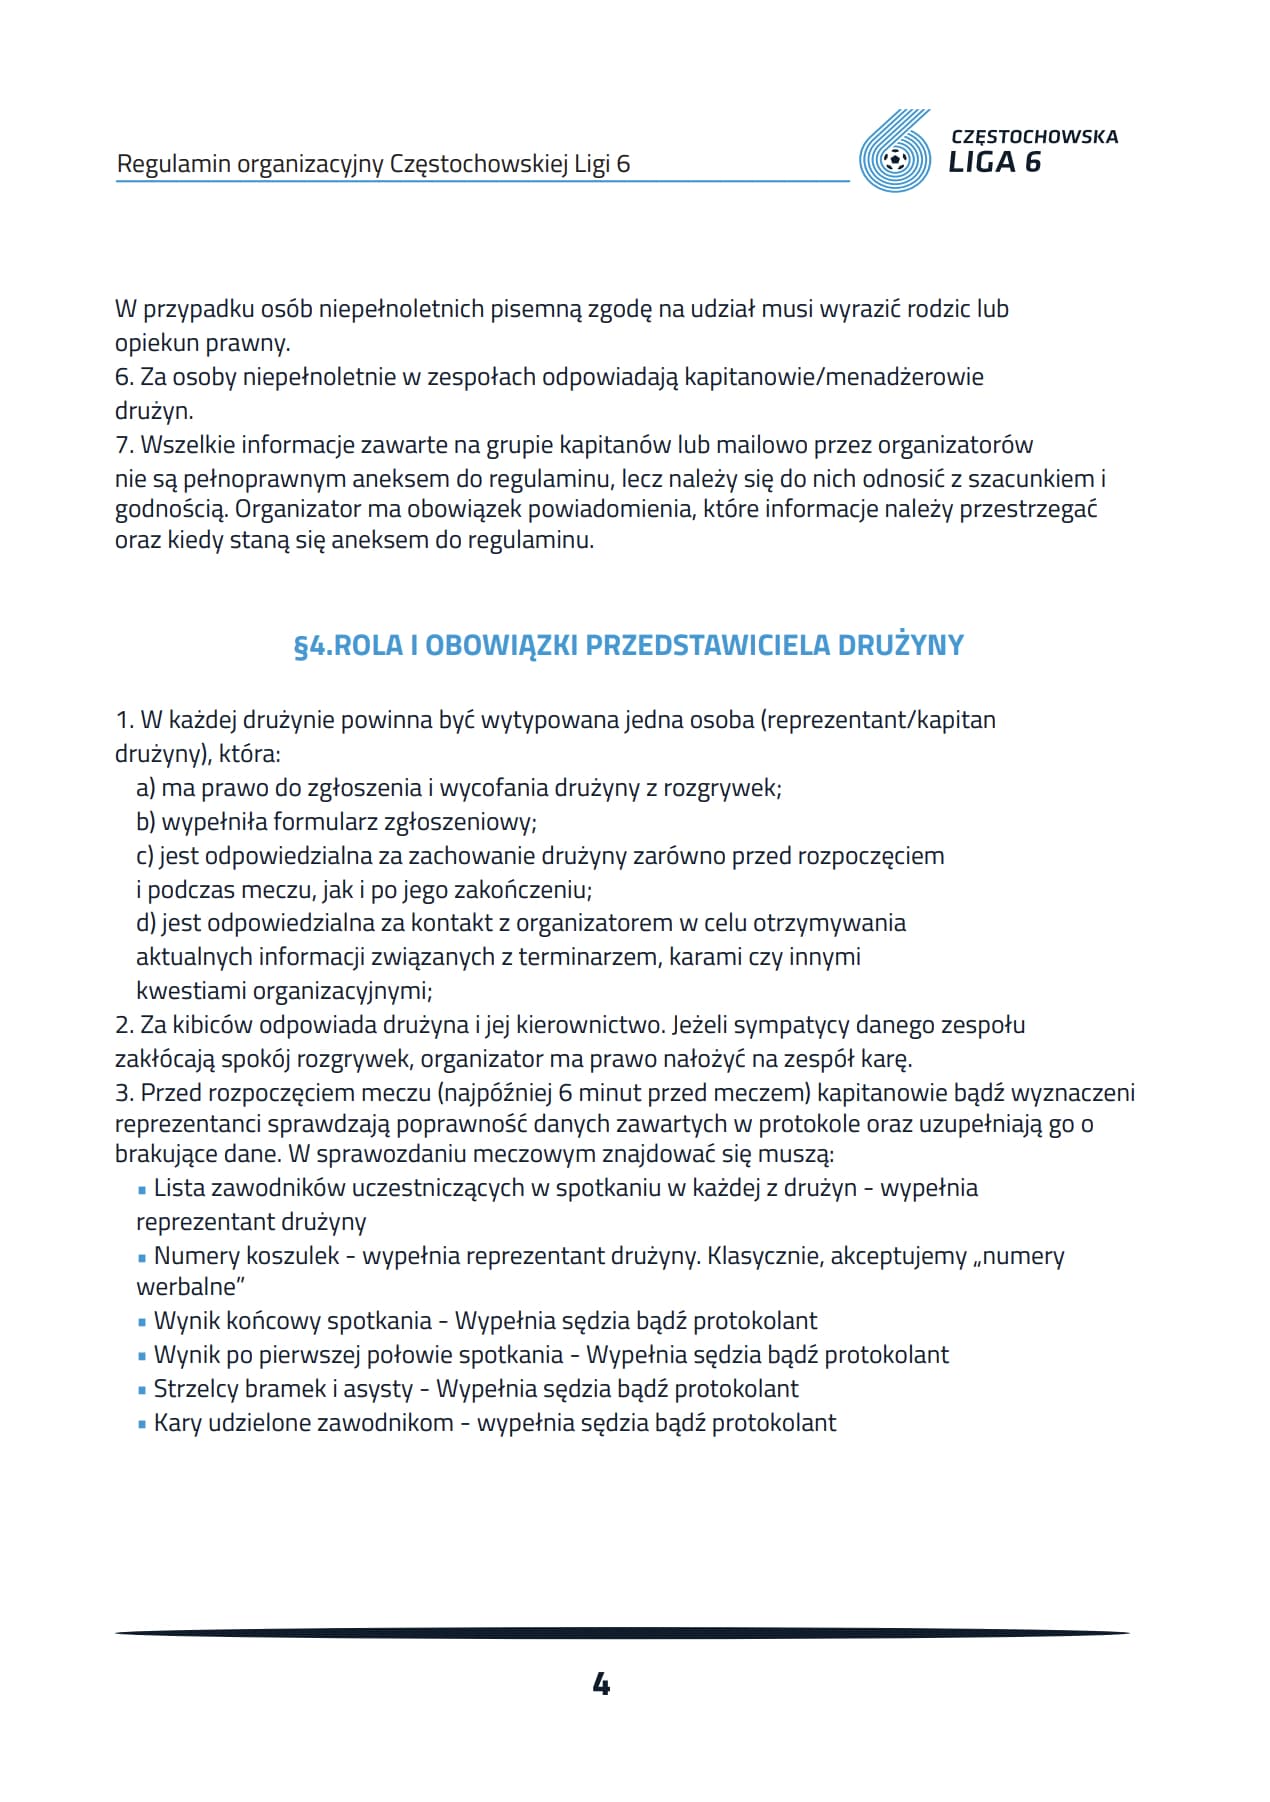 Regulamin organizacyjny Częstochowskiej Ligi 6
CZĘSTOCHOWSKA
LIGA 6
W przypadku osób niepełnoletnich pisemną zgodę na udział musi wyrazić rodzic lub
opiekun prawny.
6. Za osoby niepełnoletnie w zespołach odpowiadają kapitanowie/menadżerowie
drużyn.
7. Wszelkie informacje zawarte na grupie kapitanów lub mailowo przez organizatorów
nie są pełnoprawnym aneksem do regulaminu, lecz należy się do nich odnosić z szacunkiem i
godnością. Organizator ma obowiązek powiadomienia, które informacje należy przestrzegać
oraz kiedy staną się aneksem do regulaminu.
§4.ROLA I OBOWIĄZKI PRZEDSTAWICIELA DRUŻYNY
1. W każdej drużynie powinna być wytypowana jedna osoba (reprezentant/kapitan
drużyny), która:
a) ma prawo do zgłoszenia i wycofania drużyny z rozgrywek;
b) wypełniła formularz zgłoszeniowy;
c) jest odpowiedzialna za zachowanie drużyny zarówno przed rozpoczęciem
i podczas meczu, jak i po jego zakończeniu;
d) jest odpowiedzialna za kontakt z organizatorem w celu otrzymywania
aktualnych informacji związanych z terminarzem, karami czy innymi
kwestiami organizacyjnymi;
2. Za kibiców odpowiada drużyna i jej kierownictwo. Jeżeli sympatycy danego zespołu
zakłócają spokój rozgrywek, organizator ma prawo nałożyć na zespół karę.
3. Przed rozpoczęciem meczu (najpóźniej 6 minut przed meczem) kapitanowie bądź wyznaczeni
reprezentanci sprawdzają poprawność danych zawartych w protokole oraz uzupełniają go o
brakujące dane. W sprawozdaniu meczowym znajdować się muszą:
▪ Lista zawodników uczestniczących w spotkaniu w każdej z drużyn - wypełnia
reprezentant drużyny
▪ Numery koszulek - wypełnia reprezentant drużyny. Klasycznie, akceptujemy „numery
werbalne”
▪ Wynik końcowy spotkania - Wypełnia sędzia bądź protokolant
▪ Wynik po pierwszej połowie spotkania - Wypełnia sędzia bądź protokolant
▪ Strzelcy bramek i asysty - Wypełnia sędzia bądź protokolant
▪ Kary udzielone zawodnikom - wypełnia sędzia bądź protokolant
4